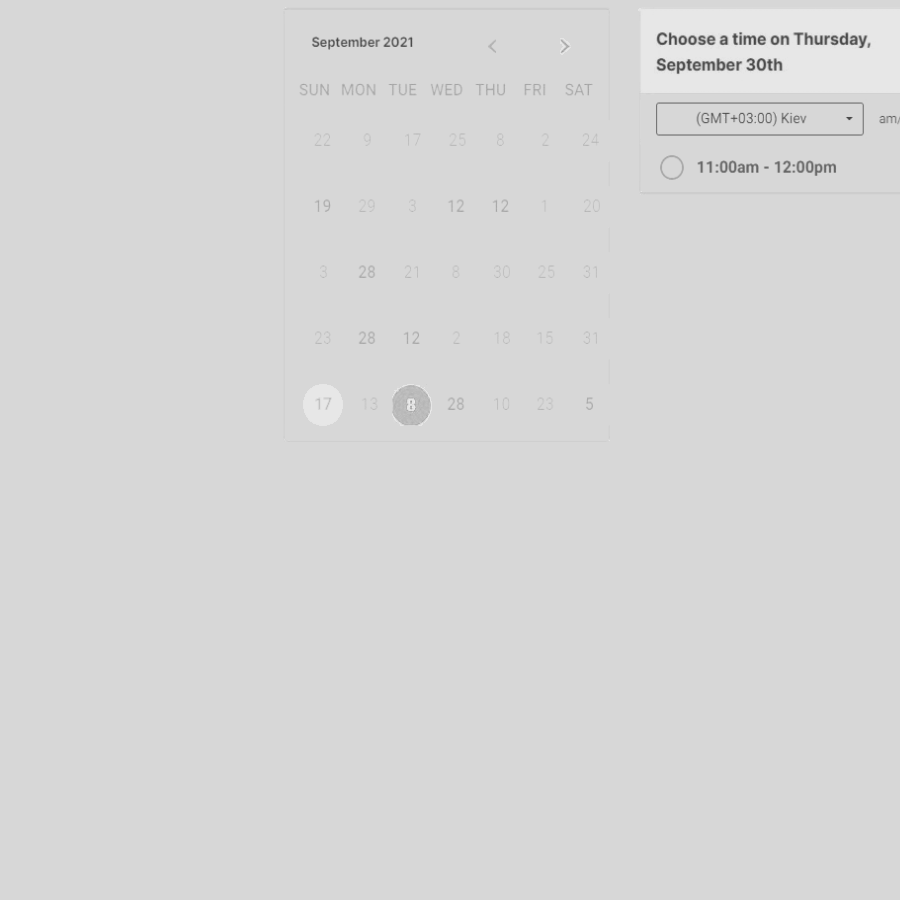 September 2021
SUN MON TUE WED THU FRI SAT
22 9 17 25 8 2 24
19 29 3 12 12 1 20
3 28 21 8 30 25 31
23 28 12 2 18 15 31
17 13 8 28 10 23 5
Choose a time on Thursday,
September 30th
(GMT+03:00) Kiev am/
11:00am - 12:00pm